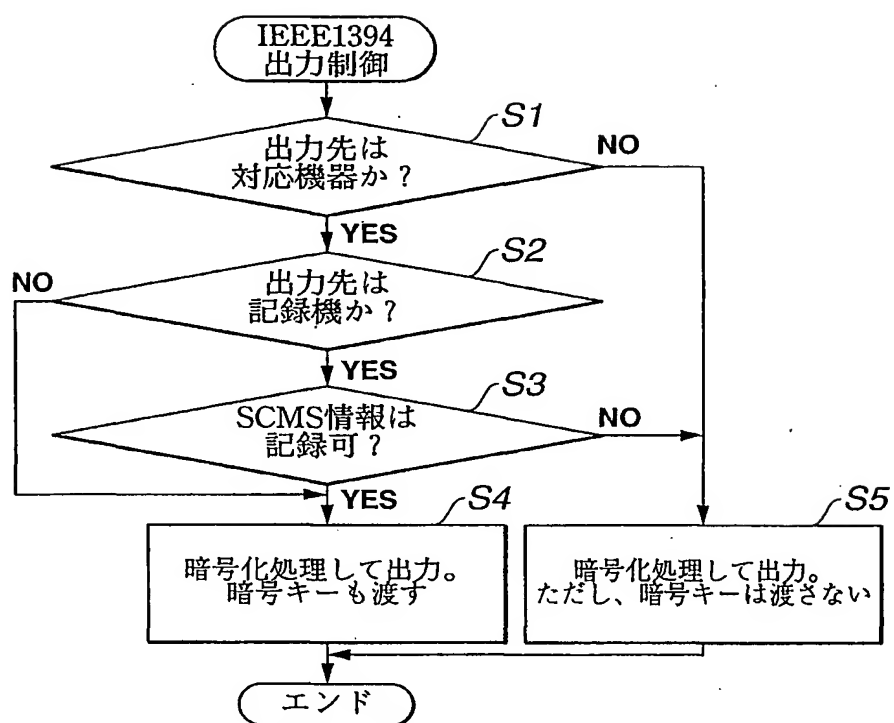 IEEE1394
出力制御
S1
出力先は
対応機器か?
NO
YES
S2
出力先は
記録機か?
NO
YES
S3
SCMS情報は
記録可?
NO
YES
S4
暗号化処理して出力。
暗号キーも渡す
S5
暗号化処理して出力。
ただし、暗号キーは渡さない
エンド